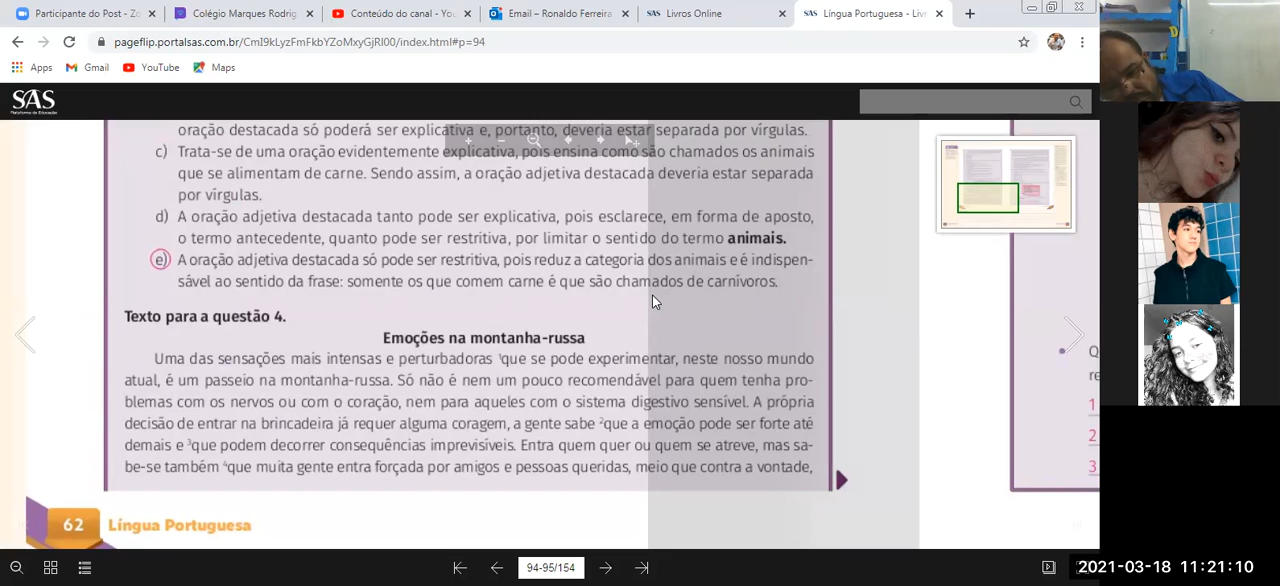 Participante do Post - Zo
Colégio Marques Rodrig
Conteúdo do canal - You
Email – Ronaldo Ferreira
SAS Livros Online
SAS Língua Portuguesa - Livr
pageflip.portalsas.com.br/CmI9kLyzFmFkbYZoMxyGjRI00/index.html#p=94
Apps Gmail YouTube Maps
SAS
Plataforma de Educação
oração destacada só poderá ser explicativa e, portanto, deveria estar separada por vírgulas.
c) Trata-se de uma oração evidentemente explicativa, pois ensina como são chamados os animais
que se alimentam de carne. Sendo assim, a oração adjetiva destacada deveria estar separada
por vírgulas.
d) A oração adjetiva destacada tanto pode ser explicativa, pois esclarece, em forma de aposto,
o termo antecedente, quanto pode ser restritiva, por limitar o sentido do termo animais.
e) A oração adjetiva destacada só pode ser restritiva, pois reduz a categoria dos animais e é indispen-
sável ao sentido da frase: somente os que comem carne é que são chamados de carnívoros.
Texto para a questão 4.
Emoções na montanha-russa
Uma das sensações mais intensas e perturbadoras ¹que se pode experimentar, neste nosso mundo
atual, é um passeio na montanha-russa. Só não é nem um pouco recomendável para quem tenha pro-
blemas com os nervos ou com o coração, nem para aqueles com o sistema digestivo sensível. A própria
decisão de entrar na brincadeira já requer alguma coragem, a gente sabe ²que a emoção pode ser forte até
demais e ³que podem decorrer consequências imprevisíveis. Entra quem quer ou quem se atreve, mas sa-
be-se também ⁴que muita gente entra forçada por amigos e pessoas queridas, meio que contra a vontade,
62 Língua Portuguesa
Q
re
1
2
3
94-95/154
2021-03-18 11:21:10